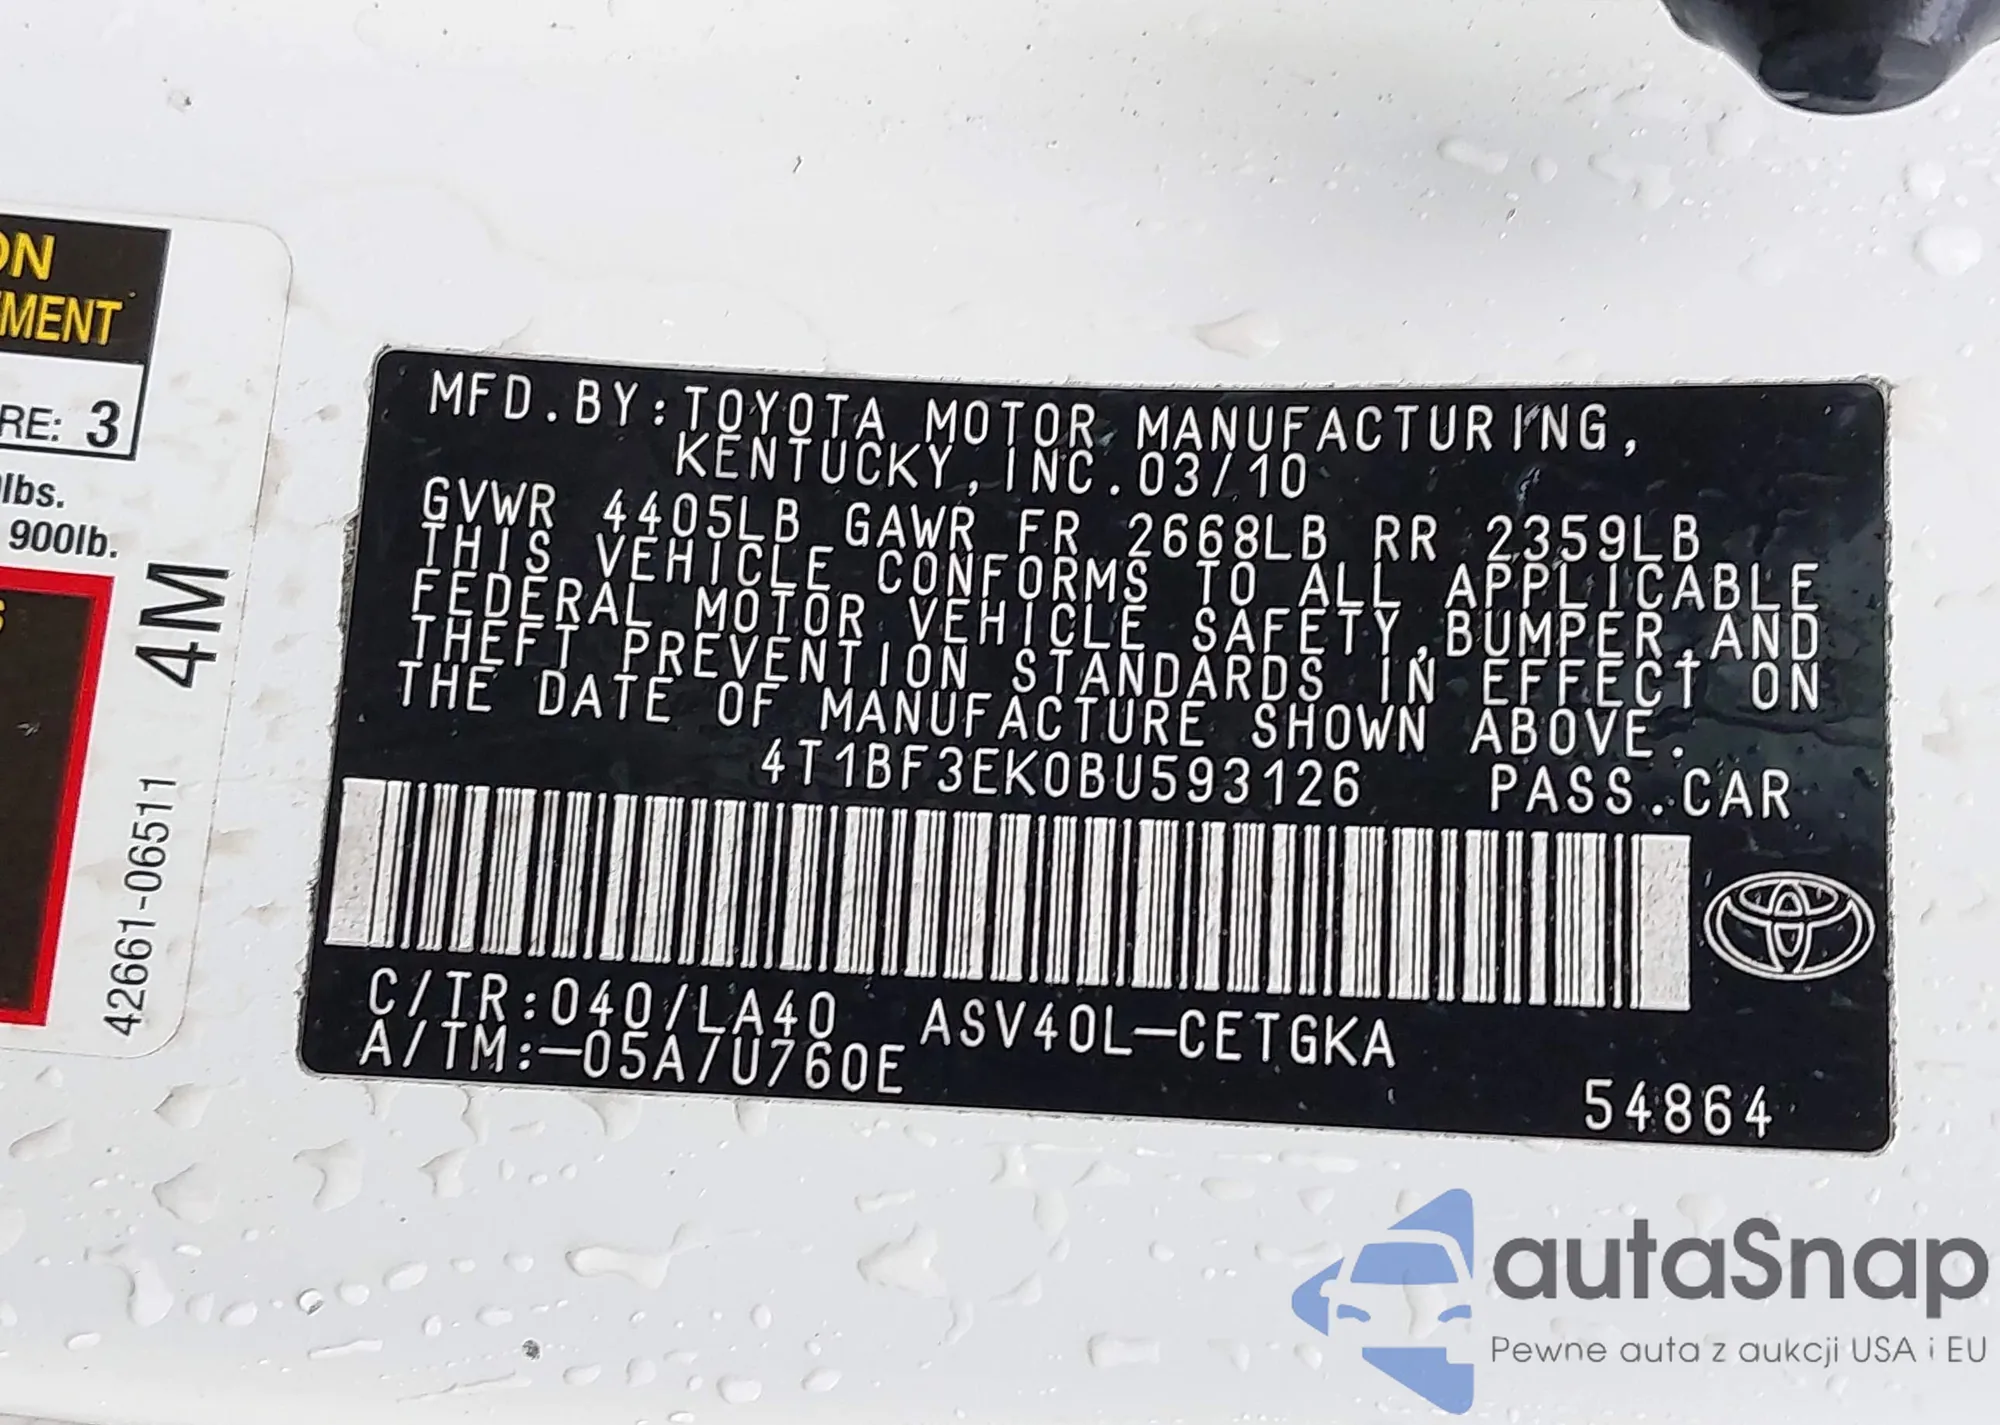 ON
MENT
RE: 3
lbs.
900lb.
4M
42661-06511
MFD.BY:TOYOTA MOTOR MANUFACTURING,
KENTUCKY,INC.03/10
GVWR 4405LB GAWR FR 2668LB RR 2359LB
THIS VEHICLE CONFORMS TO ALL APPLICABLE
FEDERAL MOTOR VEHICLE SAFETY,BUMPER,AND
THEFT PREVENTION STANDARDS IN EFFECT ON
THE DATE OF MANUFACTURE SHOWN ABOVE.
4T1BF3EK0BU593126 PASS.CAR
C/TR:040/LA40 ASV40L-CETGKA
A/TM:-05A/U760E
54864
autaSnap
Pewne auta z aukcji USA i EU